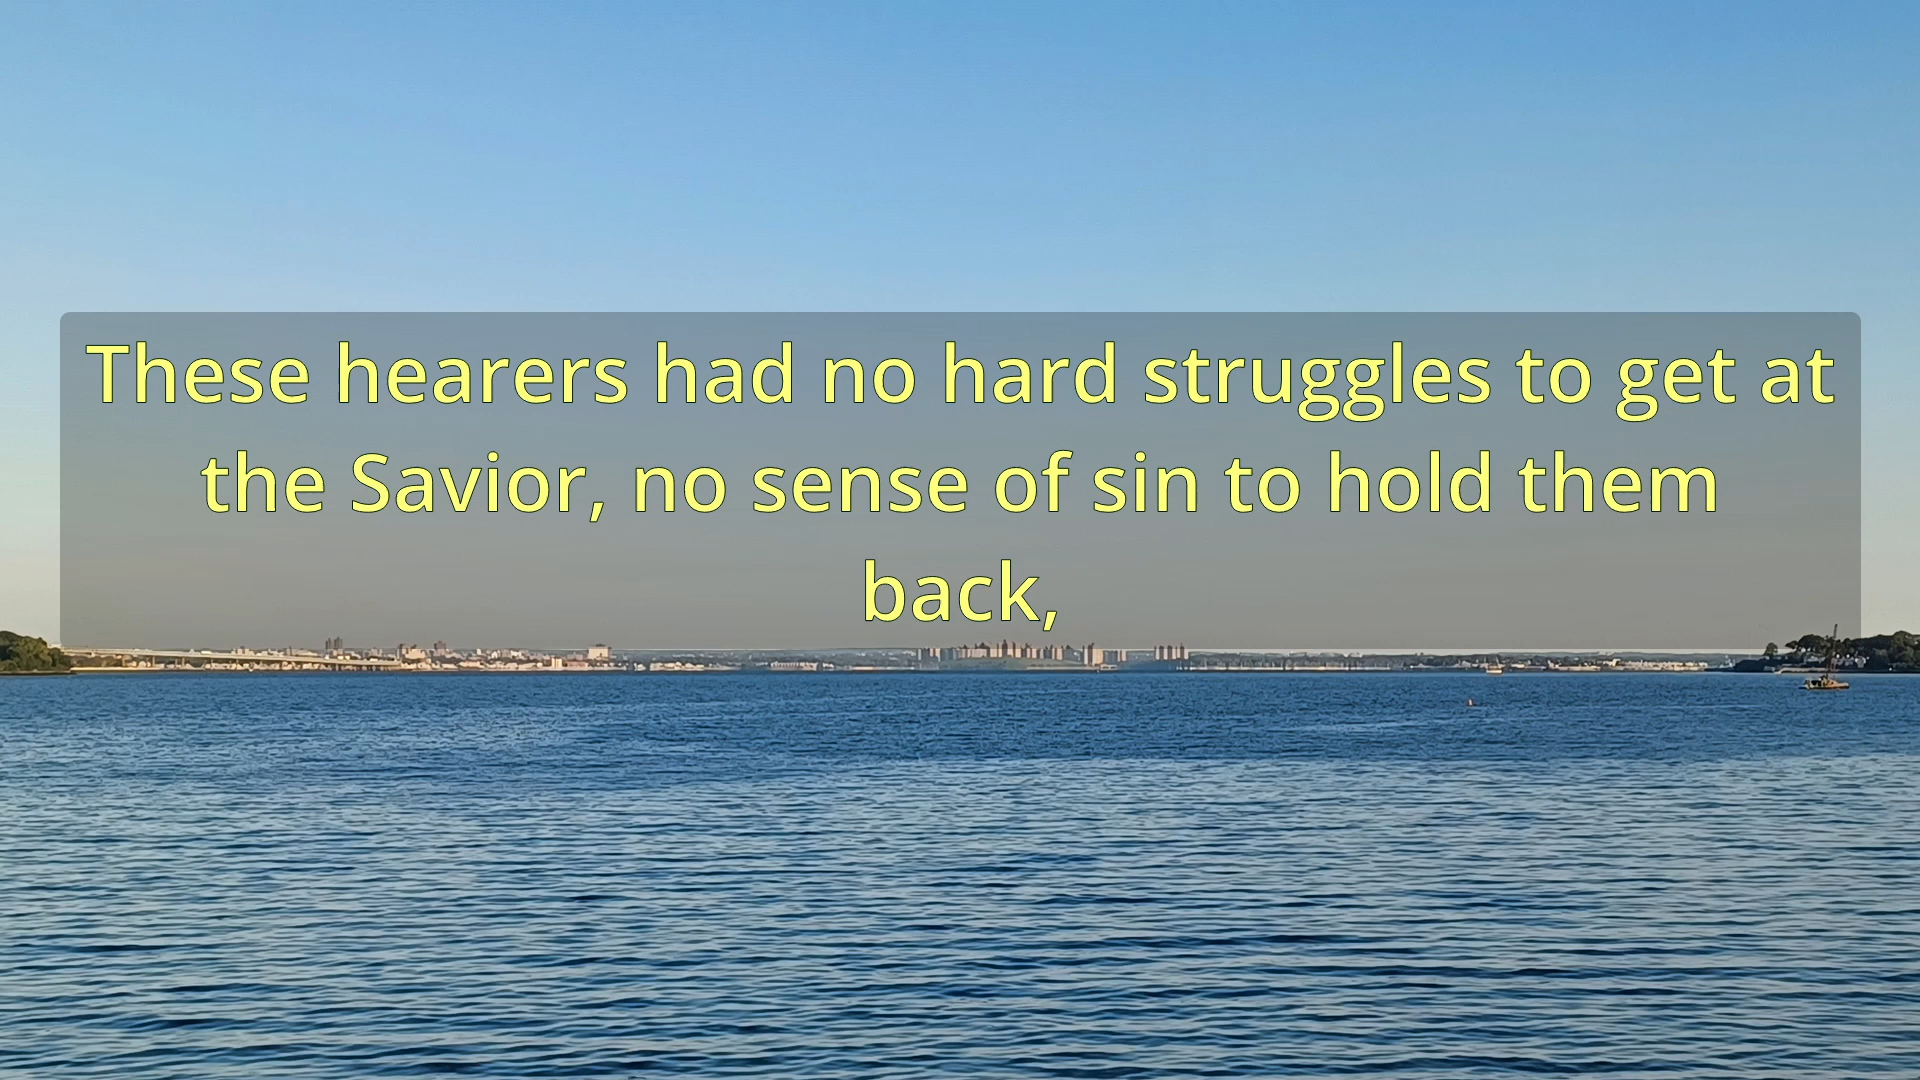 These hearers had no hard struggles to get at
the Savior, no sense of sin to hold them
back,